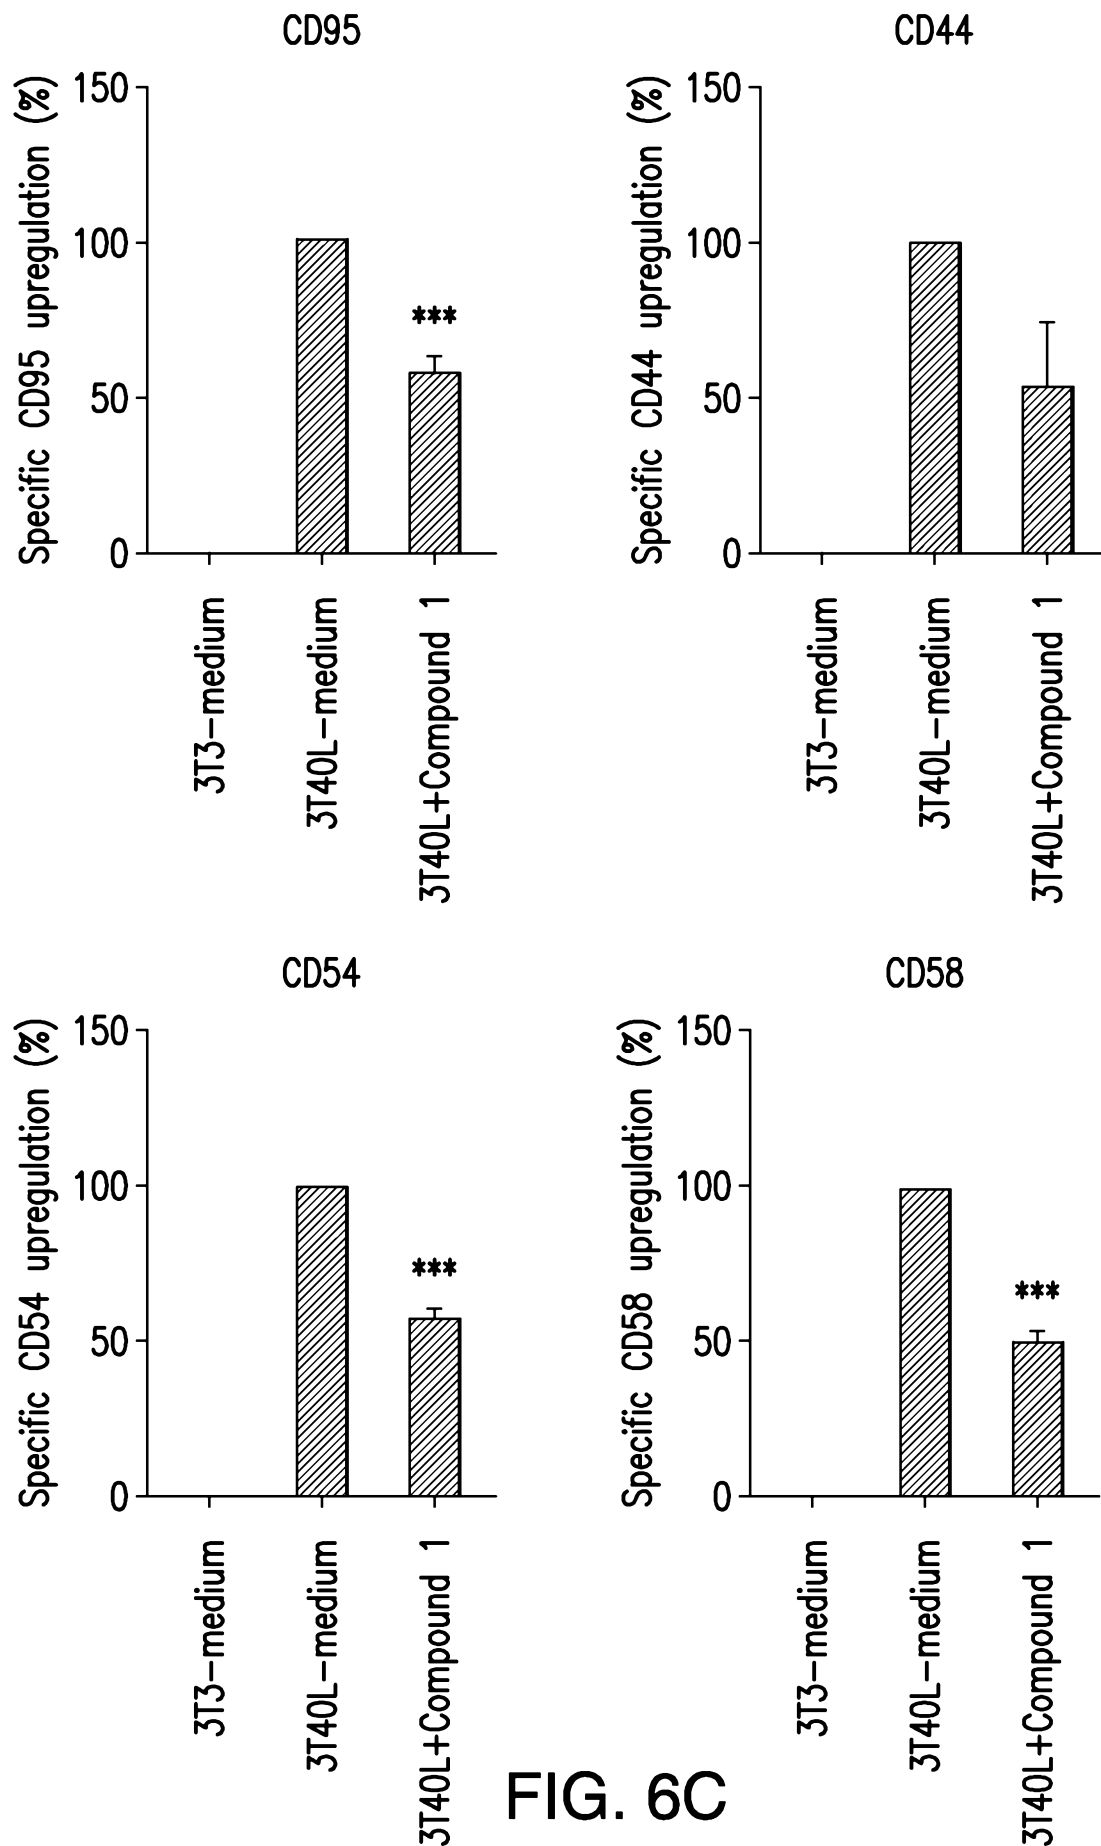 CD95
Specific CD95 upregulation (%)
150
100
50
0
***
3T3-medium
3T40L-medium
3T40L+Compound 1
CD44
Specific CD44 upregulation (%)
150
100
50
0
3T3-medium
3T40L-medium
3T40L+Compound 1
CD54
Specific CD54 upregulation (%)
150
100
50
0
***
3T3-medium
3T40L-medium
3T40L+Compound 1
CD58
Specific CD58 upregulation (%)
150
100
50
0
***
3T3-medium
3T40L-medium
3T40L+Compound 1
FIG. 6C